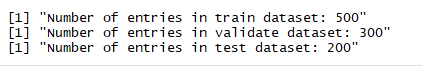 [1] "Number of entries in train dataset: 500"
[1] "Number of entries in validate dataset: 300"
[1] "Number of entries in test dataset: 200"